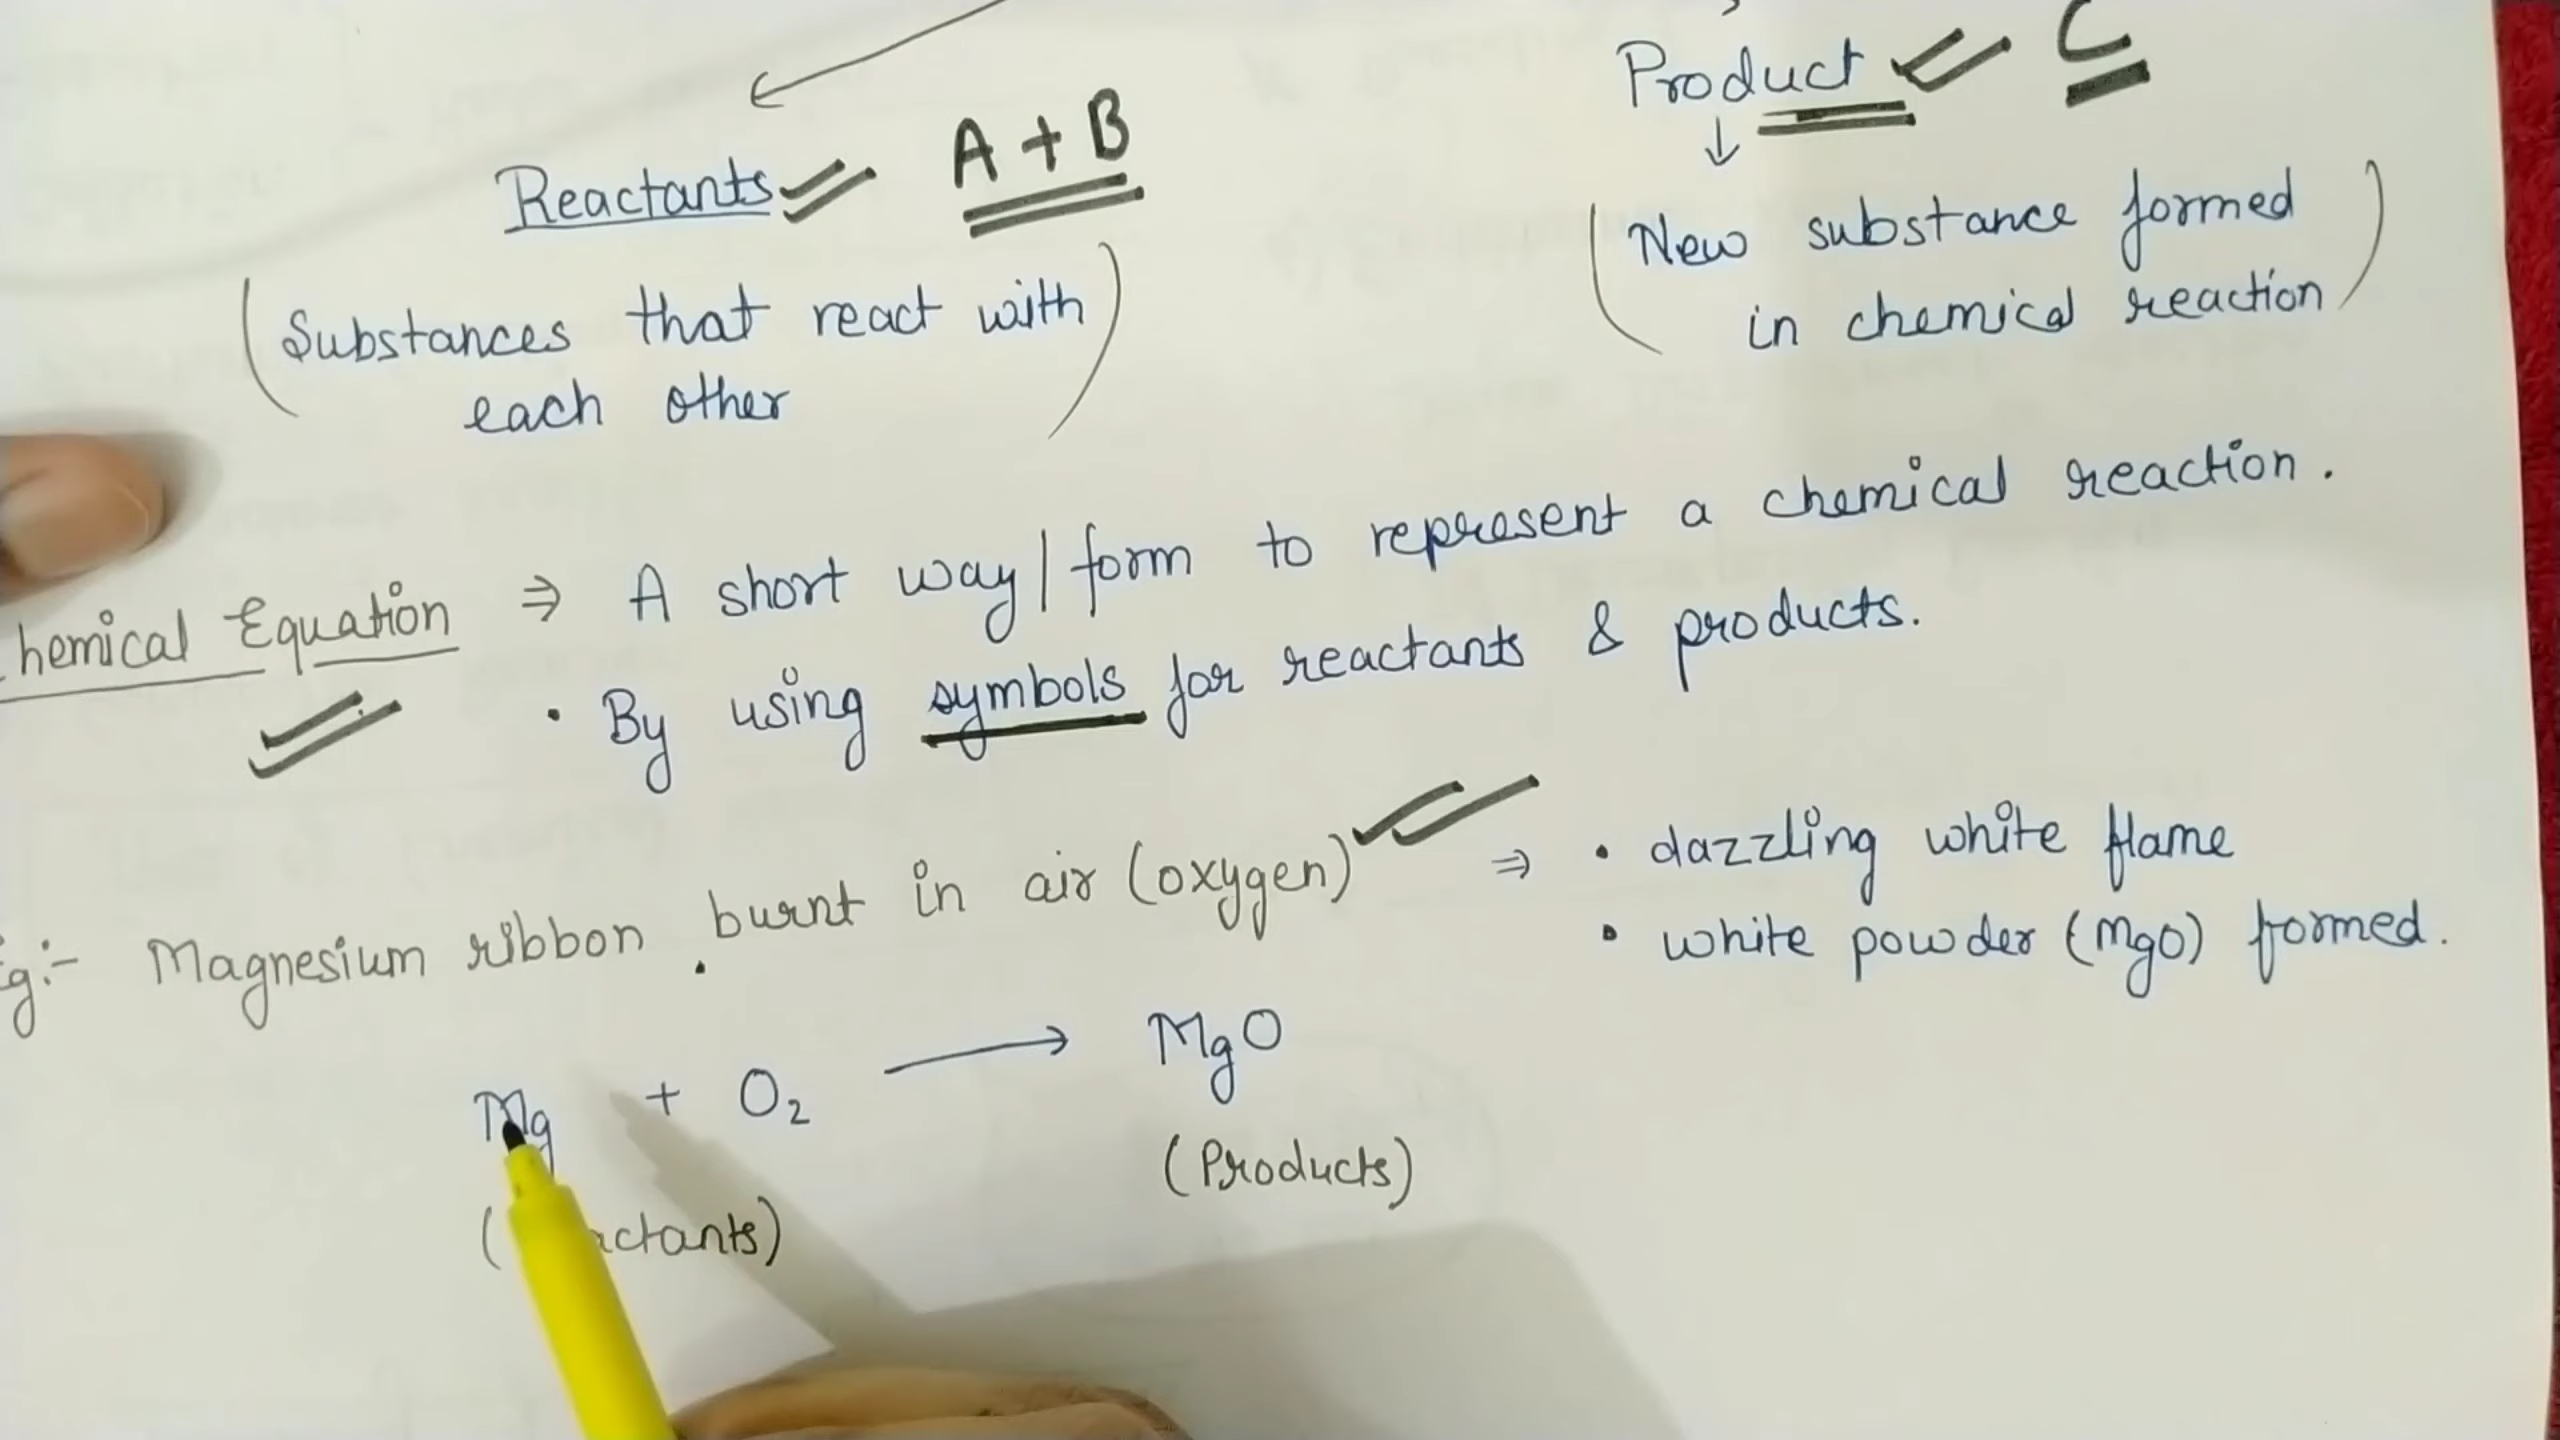 Product C
Reactants A + B
(New substance formed
in chemical reaction)
(Substances that react with
each other)
hemical Equation ⇒ A short way/form to represent a chemical reaction.
• By using symbols for reactants & products.
g:- Magnesium ribbon burnt in air (oxygen) ⇒ • dazzling white flame
• white powder (MgO) formed.
Mg + O₂ ⟶ MgO
(Products)
( actants)